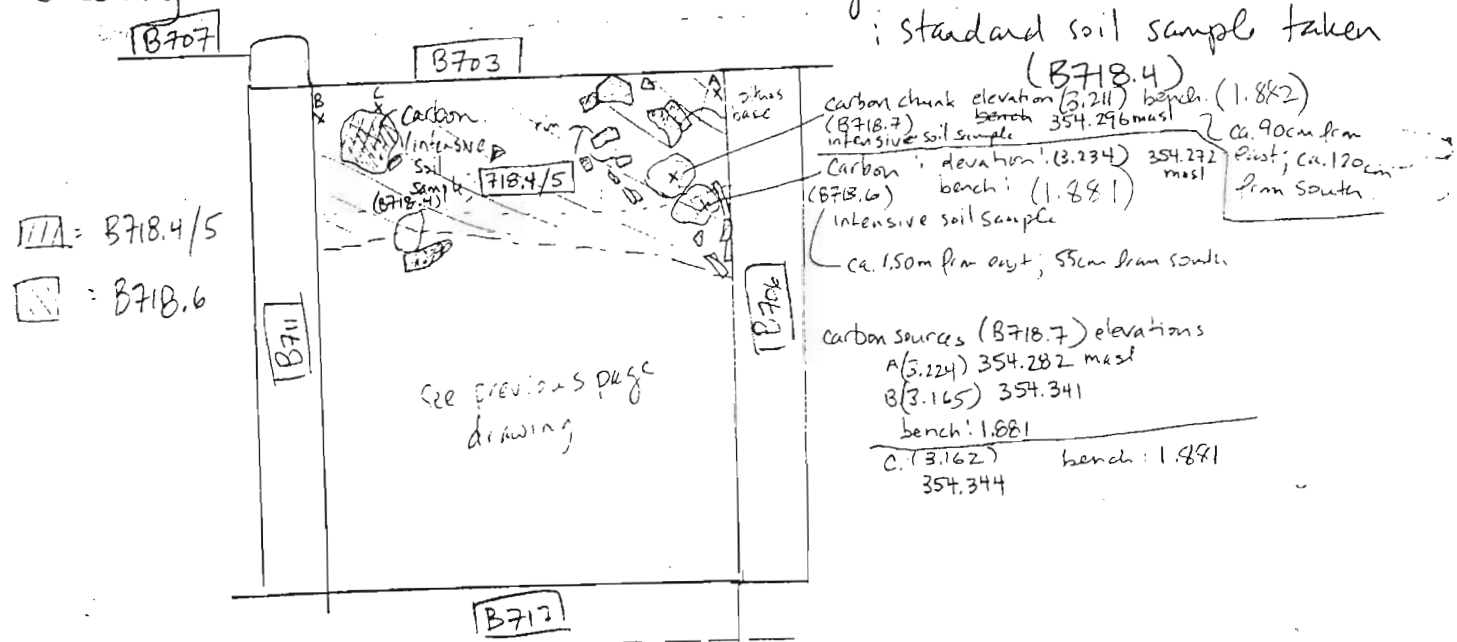 B707
B703
: standard soil sample taken
(B718.4)
B
C
A
carbon
intensive
soil
sample
(B718.4)
718.4/5
pithos
base
carbon chunk elevation (3.211) bench. (1.882)
(B718.7) bench 354.296 masl
intensive soil sample
ca. 90cm from
East; ca. 120cm
from South
Carbon : elevation: (3.234) 354.272
masl
(B718.6) bench: (1.881)
intensive soil sample
ca. 1.50m from east; 55cm from south
: B718.4/5
: B718.6
B711
B706
See previous page
drawing
carbon sources (B718.7) elevations
A (3.224) 354.282 masl
B (3.165) 354.341
bench: 1.881
C. (3.162) bench: 1.881
354.344